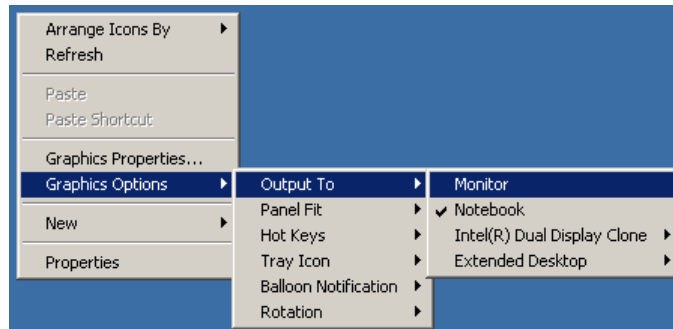 Arrange Icons By
Refresh
Paste
Paste Shortcut
Graphics Properties...
Graphics Options
New
Properties
Output To
Panel Fit
Hot Keys
Tray Icon
Balloon Notification
Rotation
Monitor
Notebook
Intel(R) Dual Display Clone
Extended Desktop